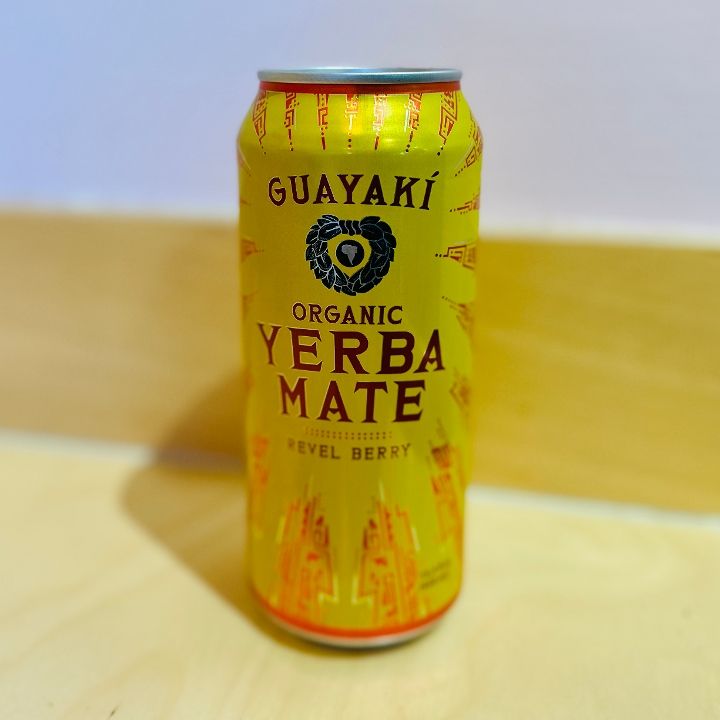 GUAYAKÍ
ORGANIC
YERBA
MATE
REVEL BERRY